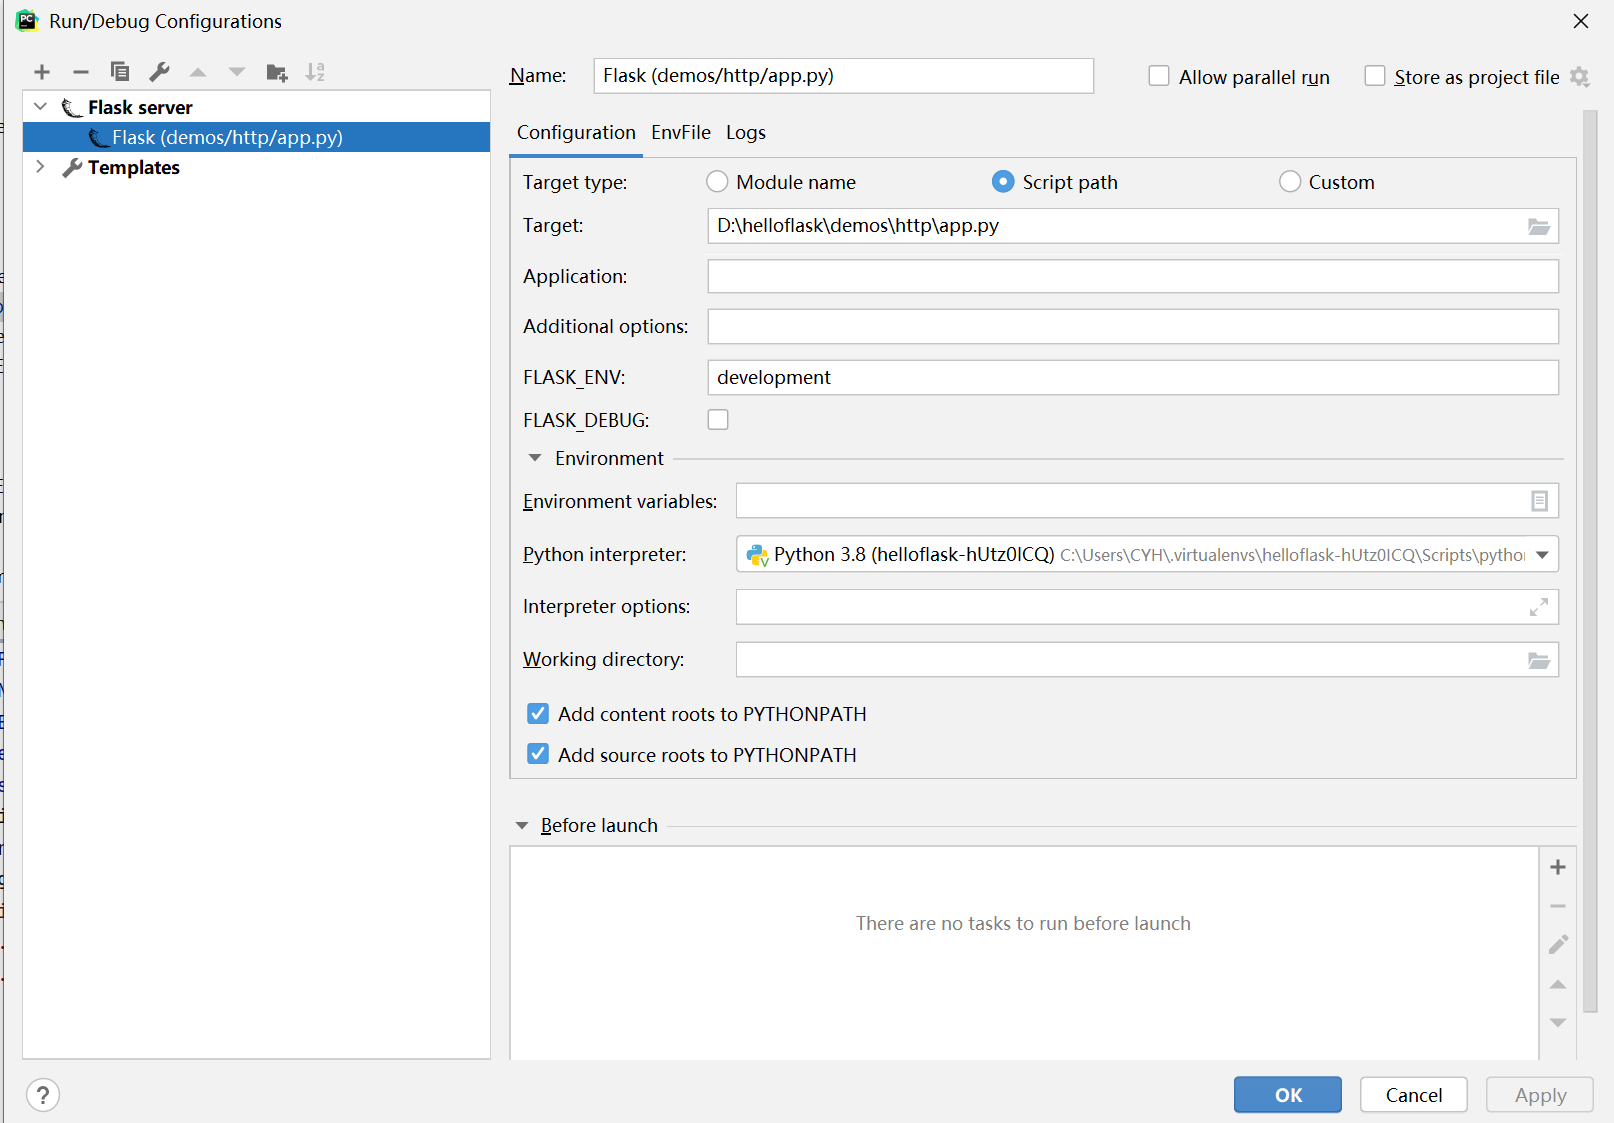 Run/Debug Configurations
Name: Flask (demos/http/app.py) Allow parallel run Store as project file
Flask server
Flask (demos/http/app.py)
Templates
Configuration EnvFile Logs
Target type: Module name Script path Custom
Target: D:\helloflask\demos\http\app.py
Application:
Additional options:
FLASK_ENV: development
FLASK_DEBUG:
Environment
Environment variables:
Python interpreter: Python 3.8 (helloflask-hUtz0ICQ) C:\Users\CYH\.virtualenvs\helloflask-hUtz0ICQ\Scripts\pytho
Interpreter options:
Working directory:
Add content roots to PYTHONPATH
Add source roots to PYTHONPATH
Before launch
There are no tasks to run before launch
? OK Cancel Apply